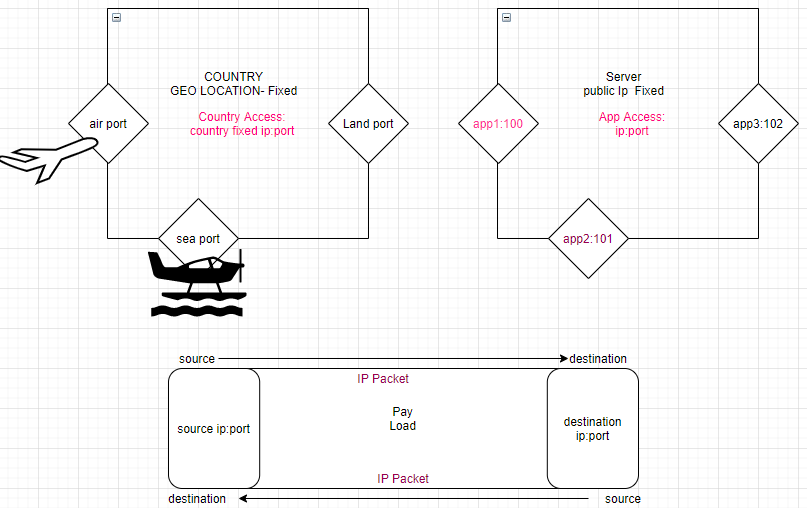 COUNTRY
GEO LOCATION- Fixed
Country Access:
country fixed ip:port
air port
Land port
sea port
Server
public Ip Fixed
App Access:
ip:port
app1:100
app3:102
app2:101
source
destination
IP Packet
Pay
Load
source ip:port
destination
ip:port
IP Packet
destination
source